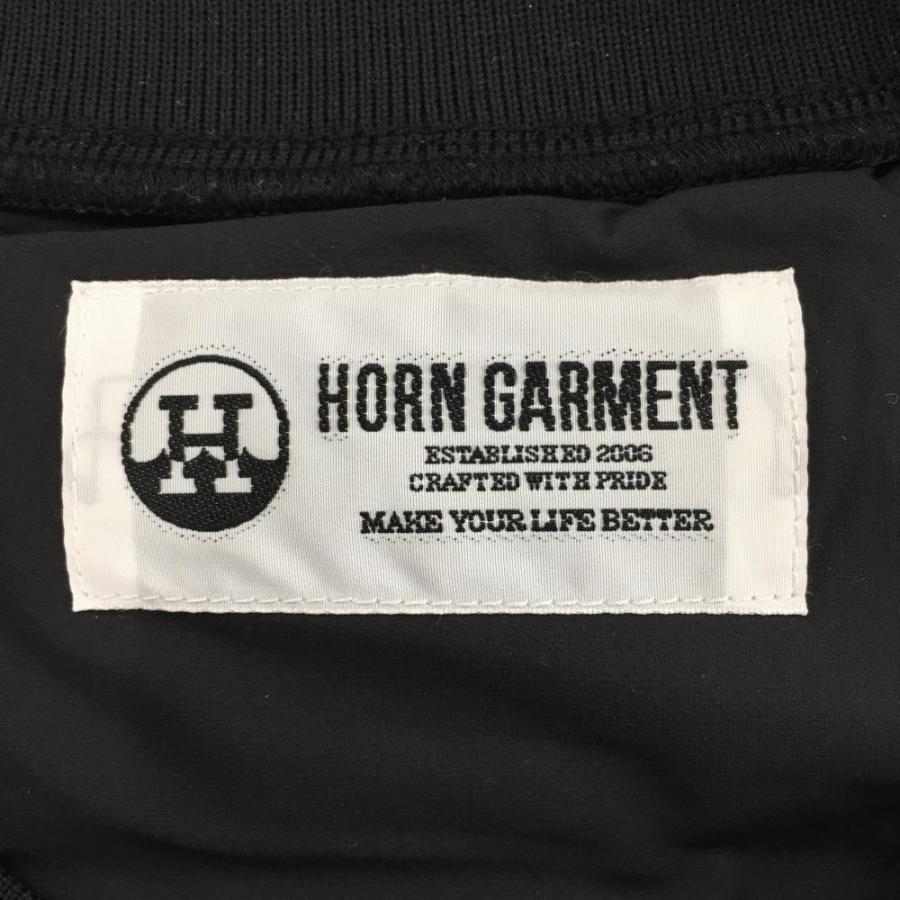 H
HORN GARMENT
ESTABLISHED 2006
CRAFTED WITH PRIDE
MAKE YOUR LIFE BETTER